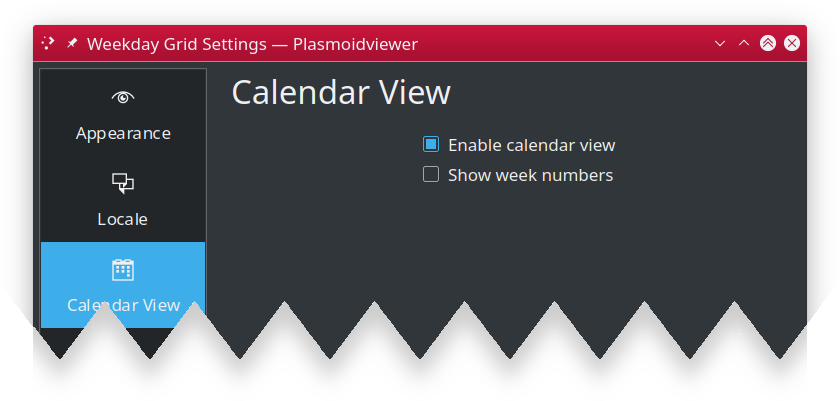 Weekday Grid Settings — Plasmoidviewer
Calendar View
Appearance
Enable calendar view
Show week numbers
Locale
Calendar View